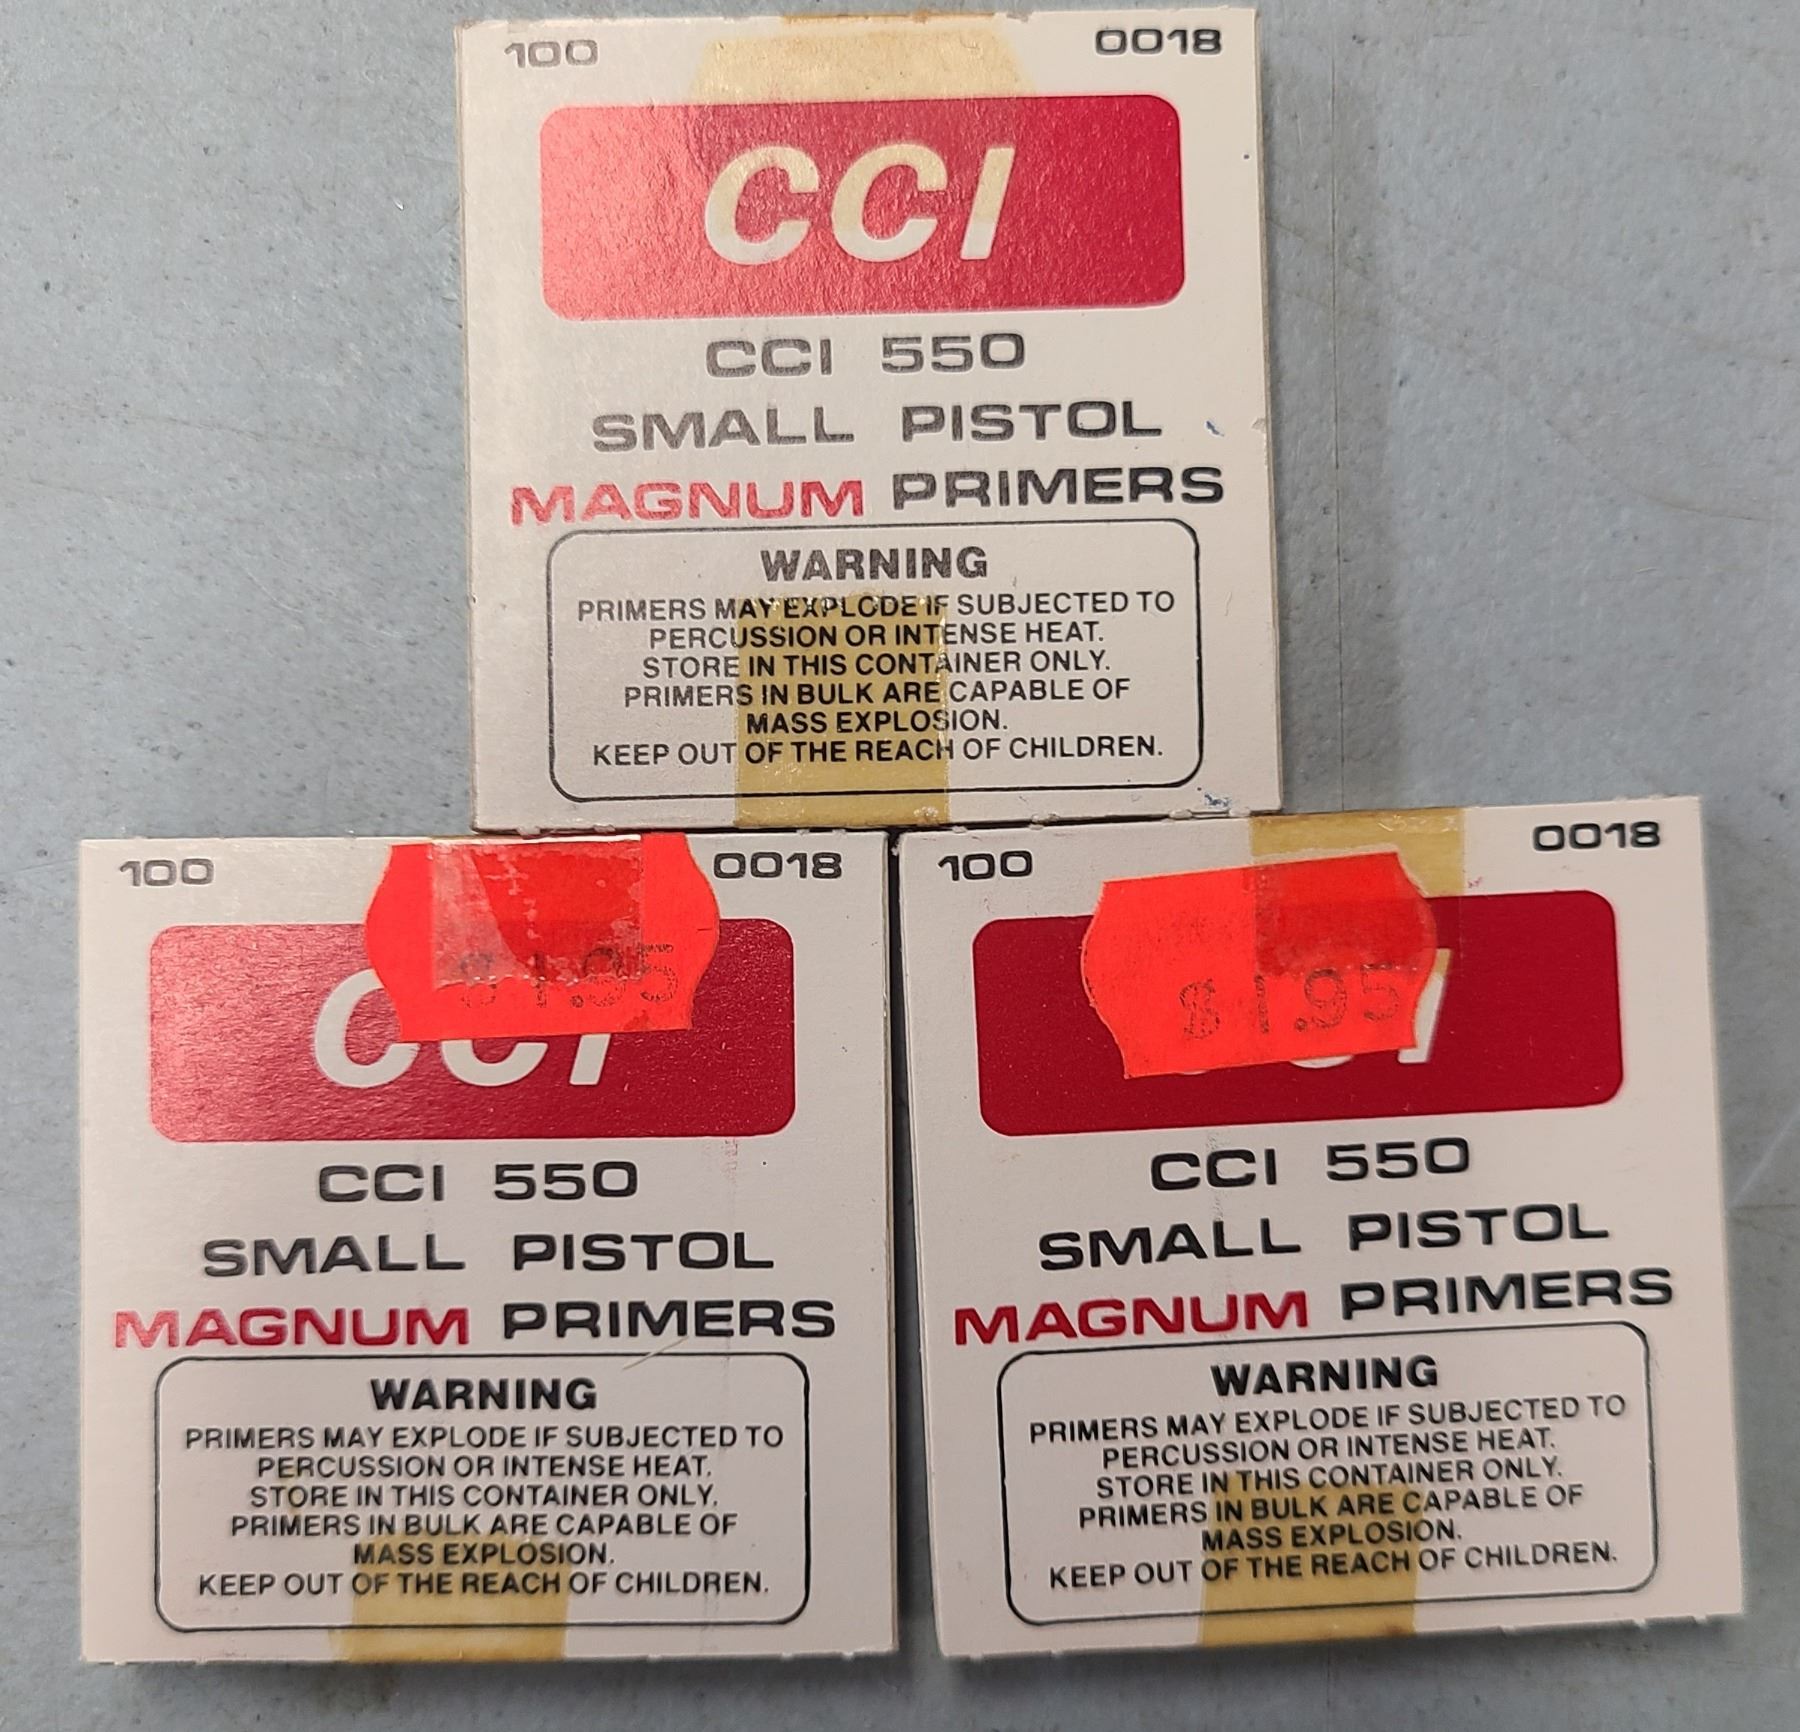 100 0018
CCI
CCI 550
SMALL PISTOL
MAGNUM PRIMERS
WARNING
PRIMERS MAY EXPLODE IF SUBJECTED TO
PERCUSSION OR INTENSE HEAT.
STORE IN THIS CONTAINER ONLY.
PRIMERS IN BULK ARE CAPABLE OF
MASS EXPLOSION.
KEEP OUT OF THE REACH OF CHILDREN.
100 0018
$1.95
CCI
CCI 550
SMALL PISTOL
MAGNUM PRIMERS
WARNING
PRIMERS MAY EXPLODE IF SUBJECTED TO
PERCUSSION OR INTENSE HEAT.
STORE IN THIS CONTAINER ONLY.
PRIMERS IN BULK ARE CAPABLE OF
MASS EXPLOSION.
KEEP OUT OF THE REACH OF CHILDREN.
100 0018
$1.95
CCI 550
SMALL PISTOL
MAGNUM PRIMERS
WARNING
PRIMERS MAY EXPLODE IF SUBJECTED TO
PERCUSSION OR INTENSE HEAT.
STORE IN THIS CONTAINER ONLY.
PRIMERS IN BULK ARE CAPABLE OF
MASS EXPLOSION.
KEEP OUT OF THE REACH OF CHILDREN.